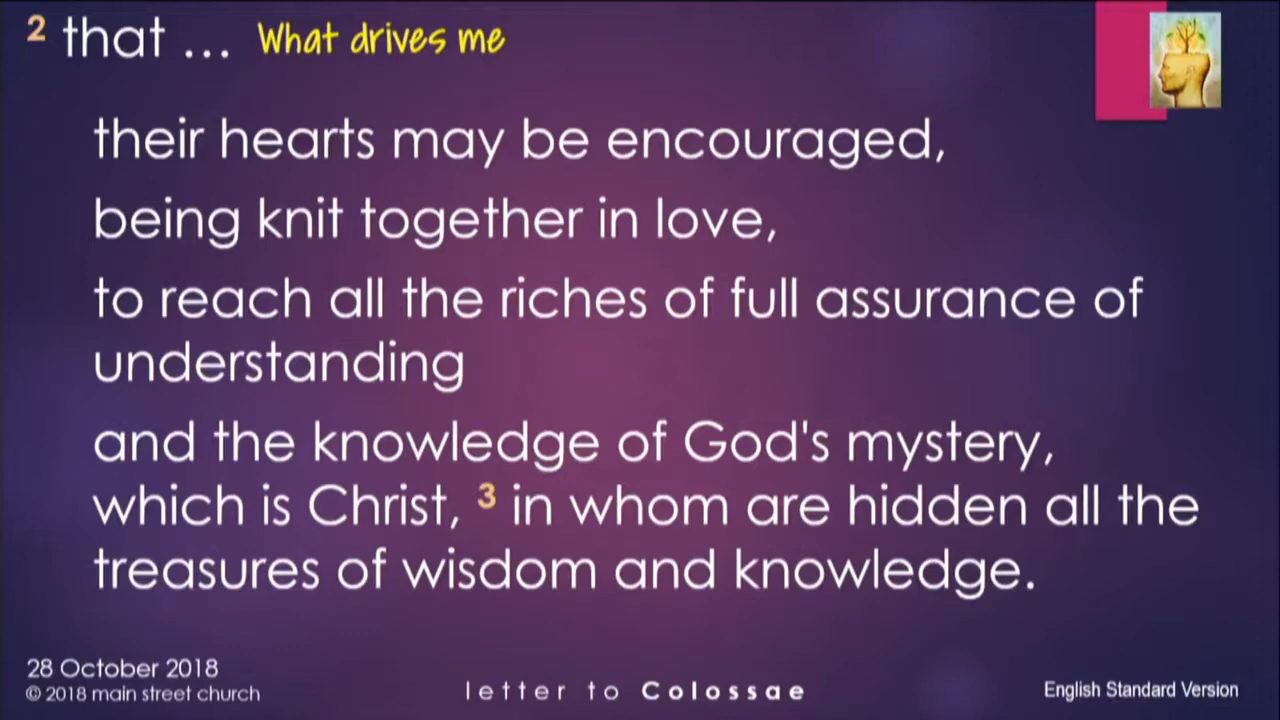 2 that ... What drives me
their hearts may be encouraged,
being knit together in love,
to reach all the riches of full assurance of
understanding
and the knowledge of God's mystery,
which is Christ, 3 in whom are hidden all the
treasures of wisdom and knowledge.
28 October 2018
© 2018 main street church
letter to Colossae
English Standard Version